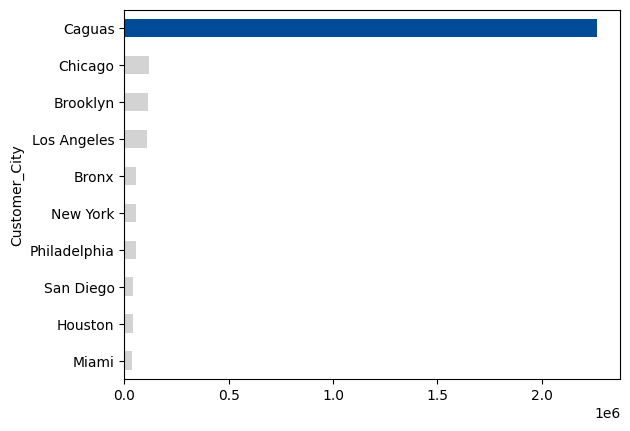 Customer_City
Caguas
Chicago
Brooklyn
Los Angeles
Bronx
New York
Philadelphia
San Diego
Houston
Miami
0.0 0.5 1.0 1.5 2.0
1e6